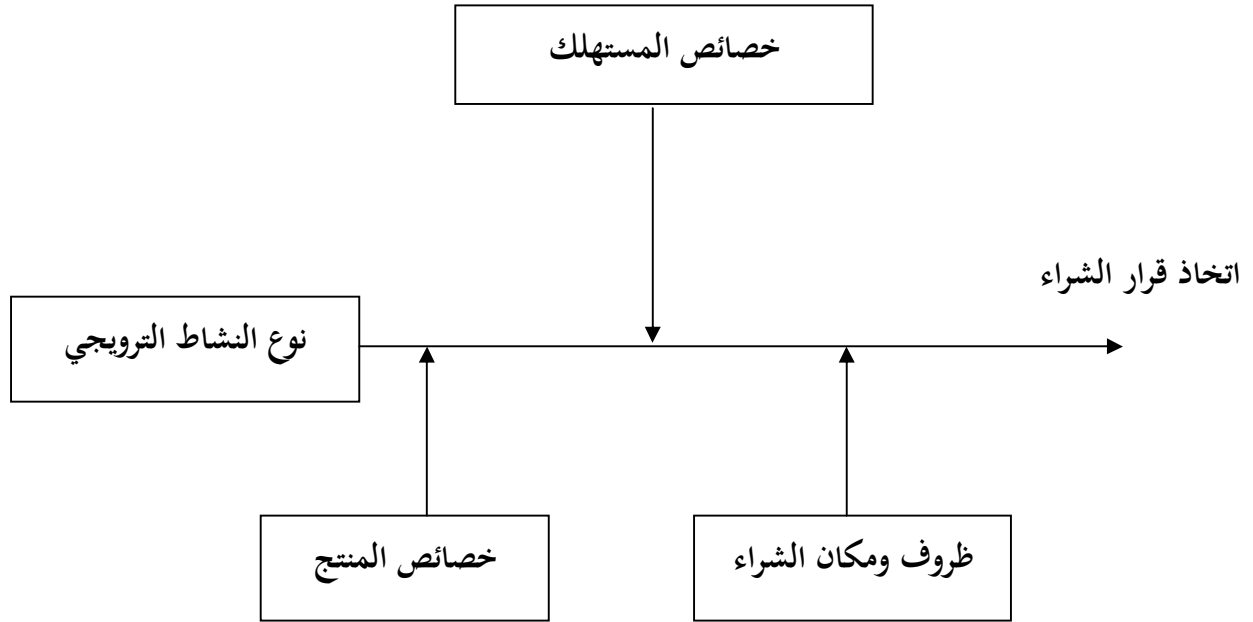 خصائص المستهلك
اتخاذ قرار الشراء
نوع النشاط الترويجي
ظروف ومكان الشراء
خصائص المنتج